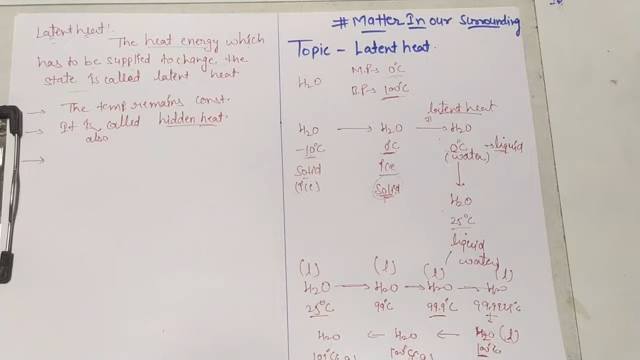 Latent heat:
The heat energy which
has to be supplied to change the
state is called latent heat
→ The temp remains const.
→ It is also called hidden heat.
→
# Matter In our Surrounding
Topic - Latent heat.
H₂O M.P→ 0°C
B.P→ 100°C
latent heat
H₂O → H₂O → H₂O
-10°C 0°C 0°C → liquid
Solid Ice (water)
(Ice) Solid
H₂O
25°C
liquid
water
(l) (l) (l) (l)
H₂O → H₂O → H₂O → H₂O
25°C 99°C 99.9°C
H₂O ← H₂O ← H₂O (l)
100°C